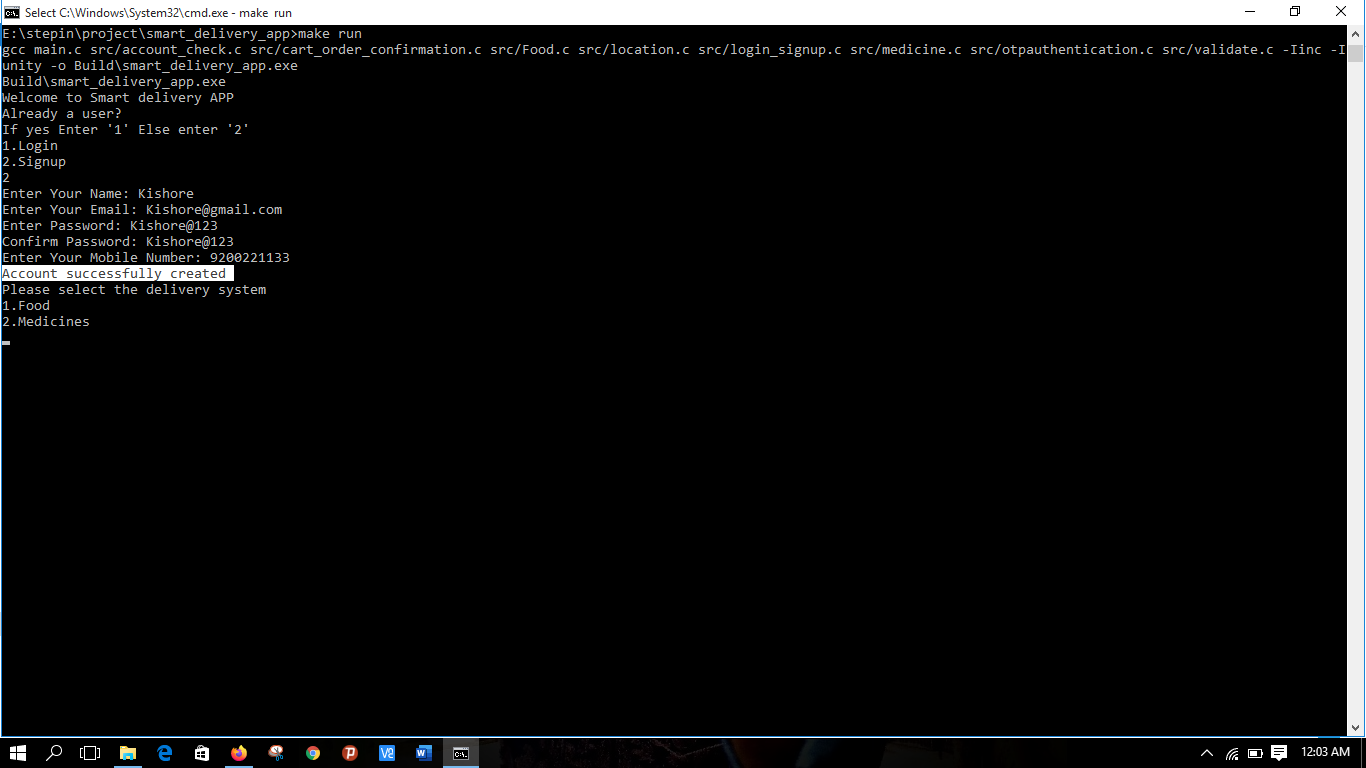 Select C:\Windows\System32\cmd.exe - make run
E:\stepin\project\smart_delivery_app>make run
gcc main.c src/account_check.c src/cart_order_confirmation.c src/Food.c src/location.c src/login_signup.c src/medicine.c src/otpauthentication.c src/validate.c -Iinc -I
unity -o Build\smart_delivery_app.exe
Build\smart_delivery_app.exe
Welcome to Smart delivery APP
Already a user?
If yes Enter '1' Else enter '2'
1.Login
2.Signup
2
Enter Your Name: Kishore
Enter Your Email: Kishore@gmail.com
Enter Password: Kishore@123
Confirm Password: Kishore@123
Enter Your Mobile Number: 9200221133
Account successfully created
Please select the delivery system
1.Food
2.Medicines
12:03 AM